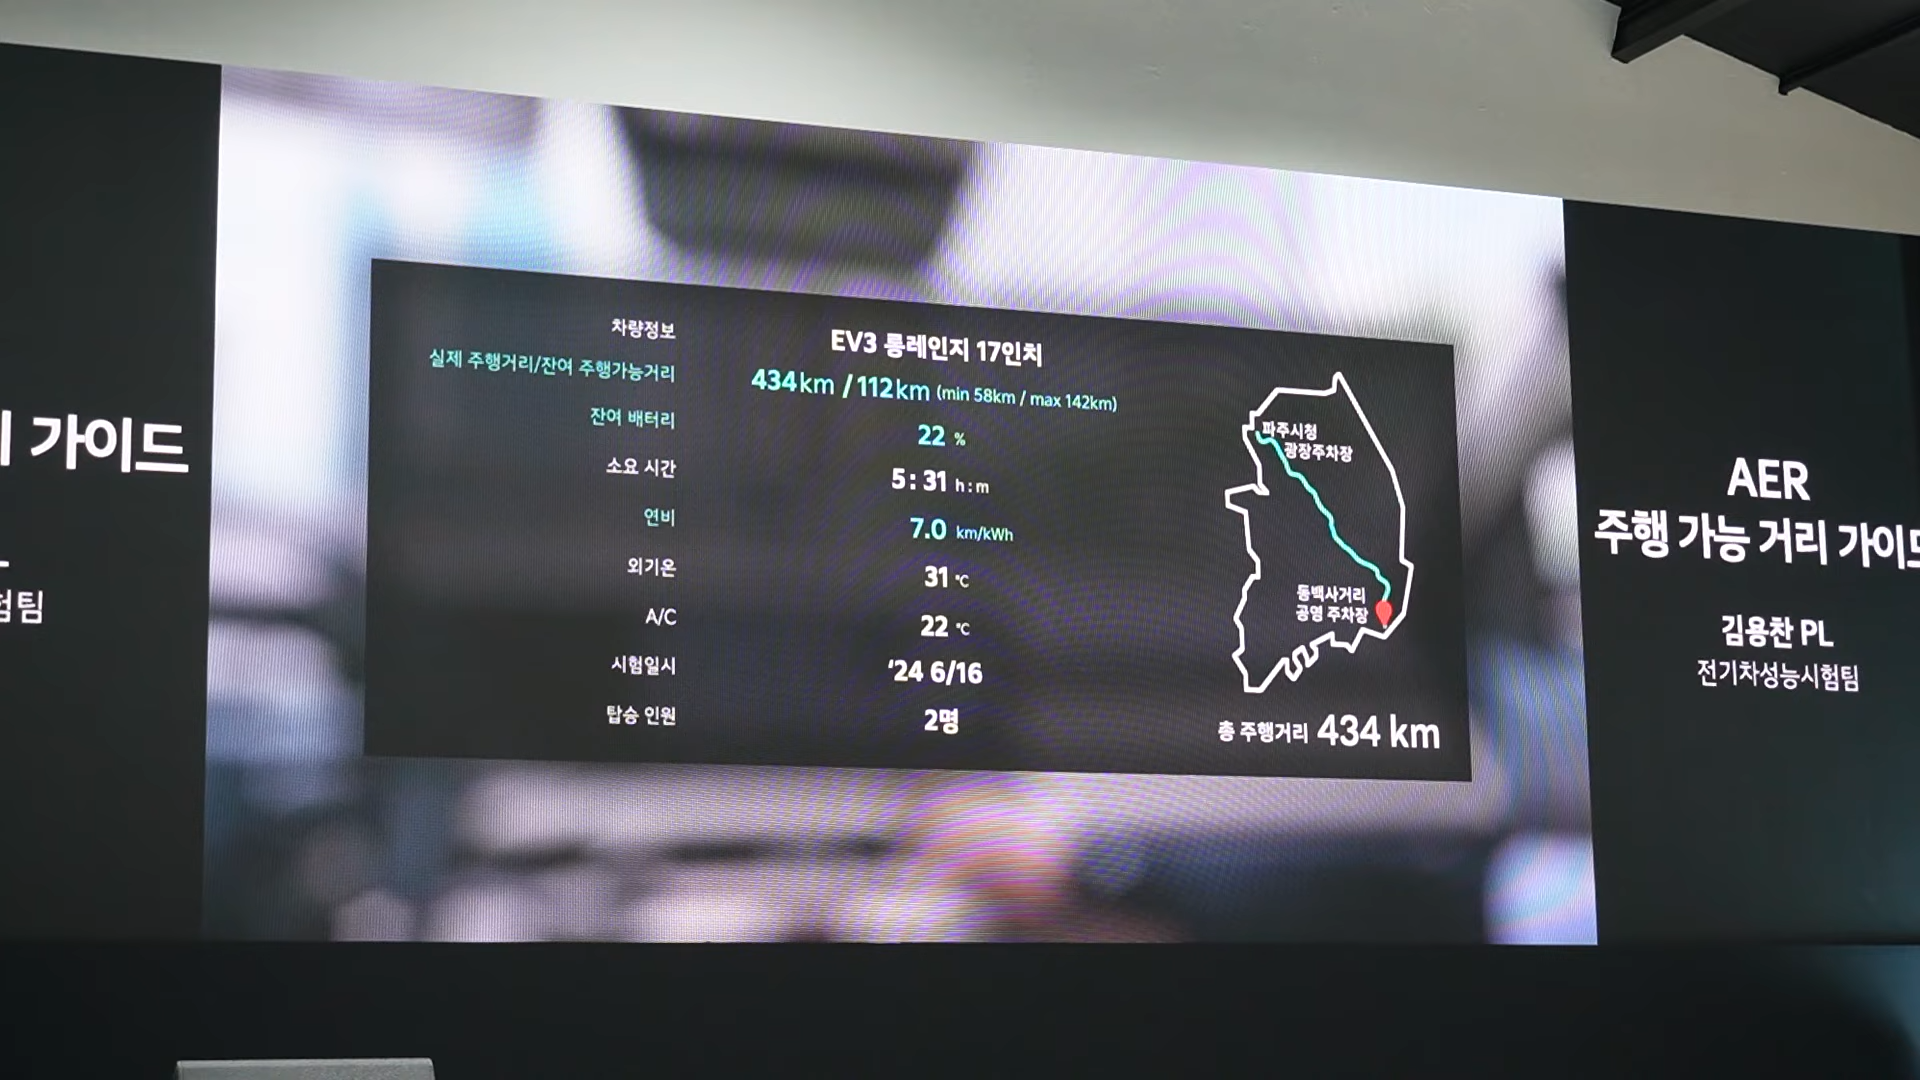 가이드
험팀
차량정보
EV3 롱레인지 17인치
실제 주행거리/잔여 주행가능거리
434km / 112km (min 58km / max 142km)
잔여 배터리
22 %
소요 시간
5 : 31 h : m
연비
7.0 km/kWh
외기온
31 ℃
A/C
22 ℃
시험일시
‘24 6/16
탑승 인원
2명
파주시청
광장주차장
동백사거리
공영 주차장
총 주행거리 434 km
AER
주행 가능 거리 가이드
김용찬 PL
전기차성능시험팀